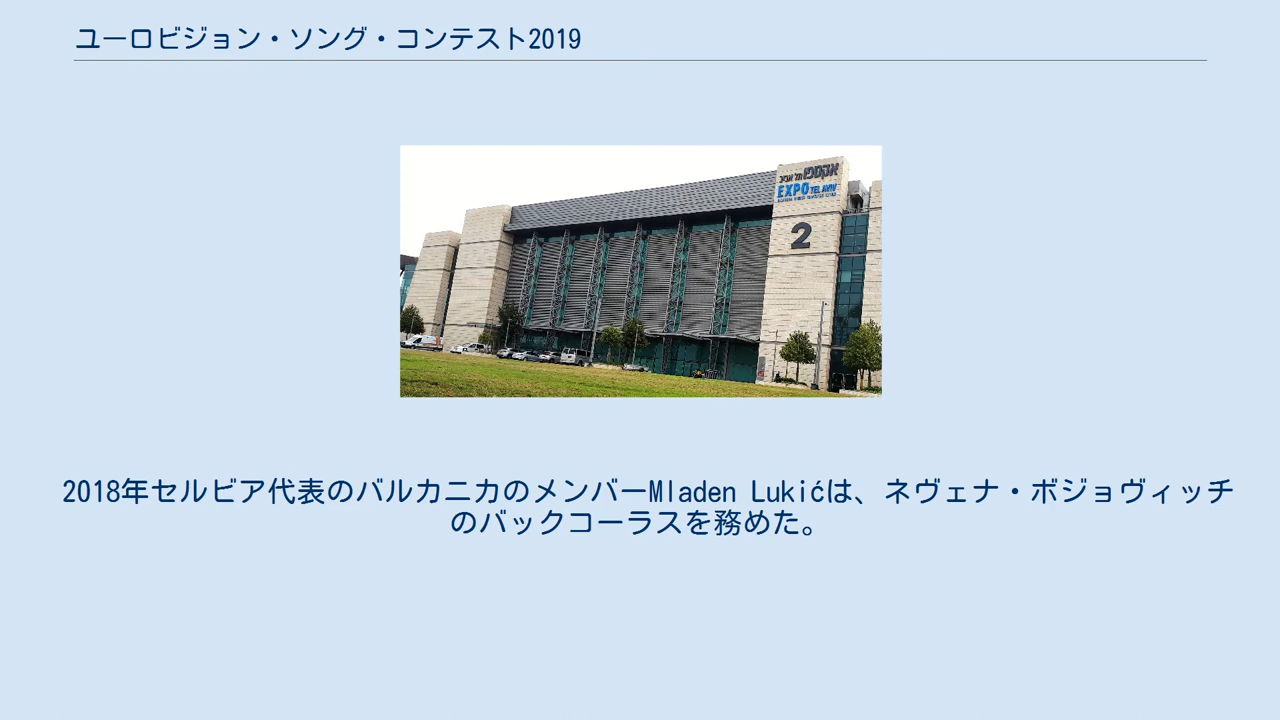 ユーロビジョン・ソング・コンテスト2019
אקספו תל אביב
EXPO TEL AVIV
2
2018年セルビア代表のバルカニカのメンバーMladen Lukićは、ネヴェナ・ボジョヴィッチ
のバックコーラスを務めた。